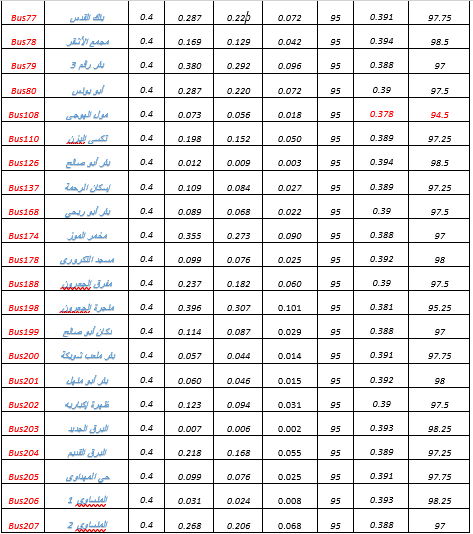 Bus77 بنك القدس 0.4 0.287 0.220 0.072 95 0.391 97.75
Bus78 مجمع الأشقر 0.4 0.169 0.129 0.042 95 0.394 98.5
Bus79 بئر رقم 3 0.4 0.380 0.292 0.096 95 0.388 97
Bus80 أبو يونس 0.4 0.287 0.220 0.072 95 0.39 97.5
Bus108 مول الهوجي 0.4 0.073 0.056 0.018 95 0.378 94.5
Bus110 تكسي اليزن 0.4 0.198 0.152 0.050 95 0.389 97.25
Bus126 بئر أبو صالح 0.4 0.012 0.009 0.003 95 0.394 98.5
Bus137 إسكان الرحمة 0.4 0.109 0.084 0.027 95 0.389 97.25
Bus168 بئر أبو ربحي 0.4 0.089 0.068 0.022 95 0.39 97.5
Bus174 مخمر الموز 0.4 0.355 0.273 0.090 95 0.388 97
Bus178 مسجد التكروري 0.4 0.099 0.076 0.025 95 0.392 98
Bus188 مفرق الجعرون 0.4 0.237 0.182 0.060 95 0.39 97.5
Bus198 منجرة الجعرون 0.4 0.396 0.307 0.101 95 0.381 95.25
Bus199 دكان أبو صالح 0.4 0.114 0.087 0.029 95 0.388 97
Bus200 بئر ملعب شويكة 0.4 0.057 0.044 0.014 95 0.391 97.75
Bus201 بئر أبو منهل 0.4 0.060 0.046 0.015 95 0.392 98
Bus202 ظهرة إكباريه 0.4 0.123 0.094 0.031 95 0.39 97.5
Bus203 البرق الجديد 0.4 0.007 0.006 0.002 95 0.393 98.25
Bus204 البرق القديم 0.4 0.218 0.168 0.055 95 0.389 97.25
Bus205 حي المهداوي 0.4 0.099 0.076 0.025 95 0.391 97.75
Bus206 1 0.4 0.031 0.024 0.008 95 0.393 98.25
Bus207 2 0.4 0.268 0.206 0.068 95 0.388 97